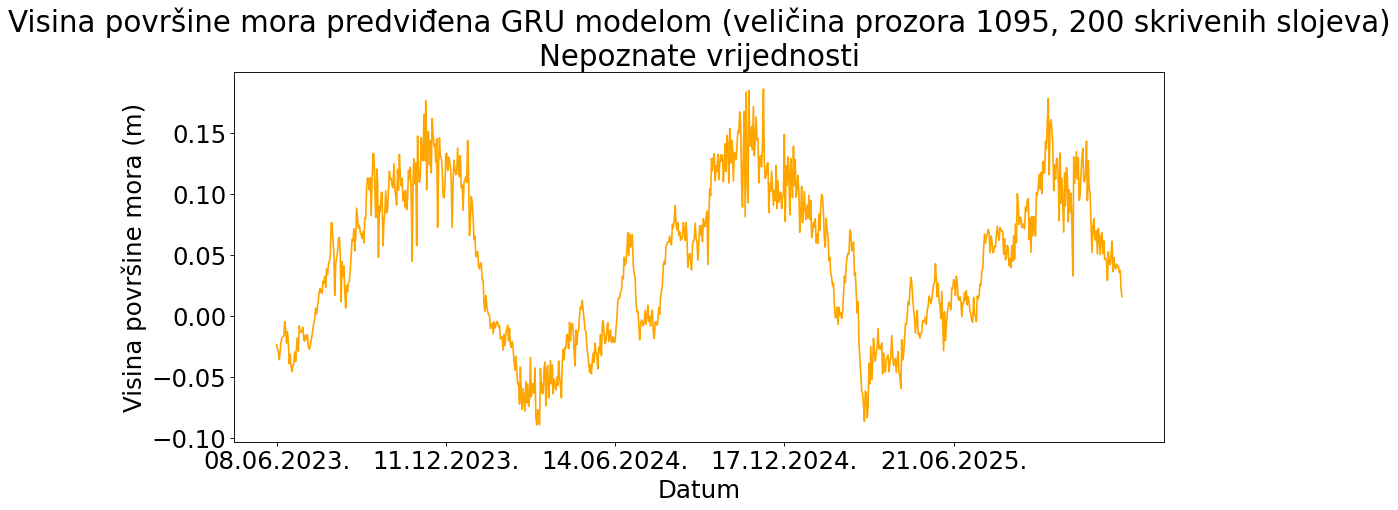 Visina površine mora predviđena GRU modelom (veličina prozora 1095, 200 skrivenih slojeva)
Nepoznate vrijednosti
Visina površine mora (m)
0.15
0.10
0.05
0.00
−0.05
−0.10
08.06.2023. 11.12.2023. 14.06.2024. 17.12.2024. 21.06.2025.
Datum